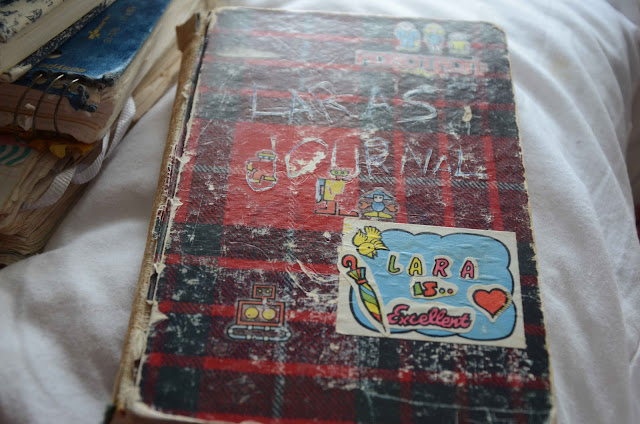 LARA'S
JOURNAL
LARA
IS..
Excellent